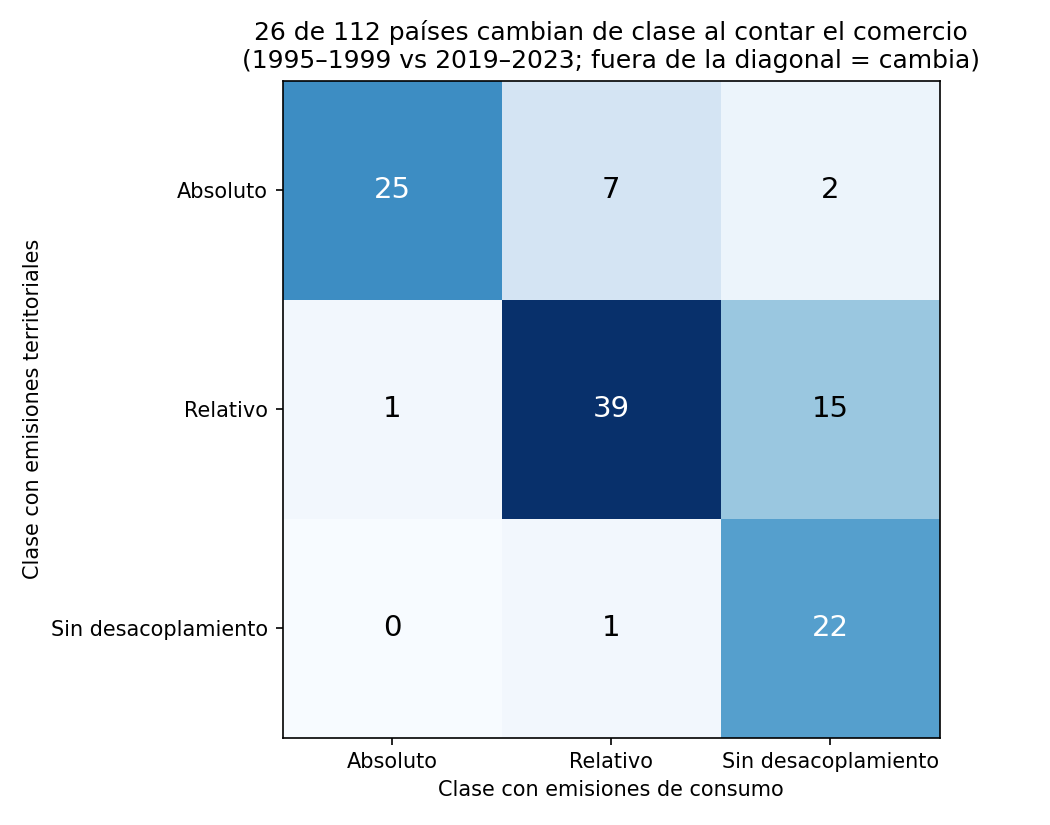 26 de 112 países cambian de clase al contar el comercio
(1995–1999 vs 2019–2023; fuera de la diagonal = cambia)
Clase con emisiones territoriales
Absoluto
25
7
2
Relativo
1
39
15
Sin desacoplamiento
0
1
22
Absoluto
Relativo
Sin desacoplamiento
Clase con emisiones de consumo